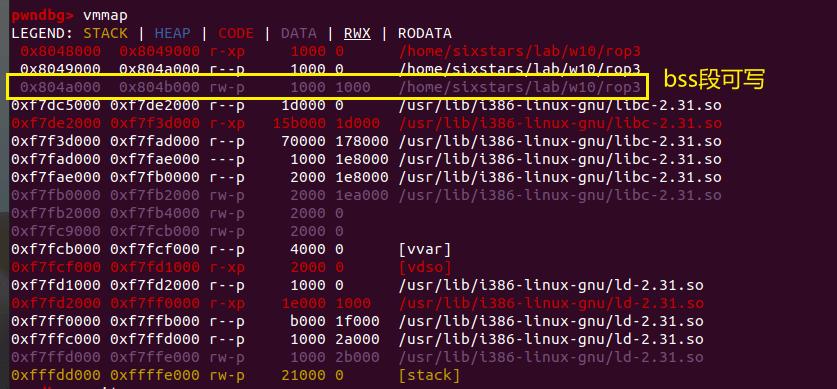 pwndbg> vmmap
LEGEND: STACK | HEAP | CODE | DATA | RWX | RODATA
0x8048000 0x8049000 r-xp 1000 0 /home/sixstars/lab/w10/rop3
0x8049000 0x804a000 r--p 1000 0 /home/sixstars/lab/w10/rop3
0x804a000 0x804b000 rw-p 1000 1000 /home/sixstars/lab/w10/rop3 bss段可写
0xf7dc5000 0xf7de2000 r--p 1d000 0 /usr/lib/i386-linux-gnu/libc-2.31.so
0xf7de2000 0xf7f3d000 r-xp 15b000 1d000 /usr/lib/i386-linux-gnu/libc-2.31.so
0xf7f3d000 0xf7fad000 r--p 70000 178000 /usr/lib/i386-linux-gnu/libc-2.31.so
0xf7fad000 0xf7fae000 ---p 1000 1e8000 /usr/lib/i386-linux-gnu/libc-2.31.so
0xf7fae000 0xf7fb0000 r--p 2000 1e8000 /usr/lib/i386-linux-gnu/libc-2.31.so
0xf7fb0000 0xf7fb2000 rw-p 2000 1ea000 /usr/lib/i386-linux-gnu/libc-2.31.so
0xf7fb2000 0xf7fb4000 rw-p 2000 0
0xf7fc9000 0xf7fcb000 rw-p 2000 0
0xf7fcb000 0xf7fcf000 r--p 4000 0 [vvar]
0xf7fcf000 0xf7fd1000 r-xp 2000 0 [vdso]
0xf7fd1000 0xf7fd2000 r--p 1000 0 /usr/lib/i386-linux-gnu/ld-2.31.so
0xf7fd2000 0xf7ff0000 r-xp 1e000 1000 /usr/lib/i386-linux-gnu/ld-2.31.so
0xf7ff0000 0xf7ffb000 r--p b000 1f000 /usr/lib/i386-linux-gnu/ld-2.31.so
0xf7ffc000 0xf7ffd000 r--p 1000 2a000 /usr/lib/i386-linux-gnu/ld-2.31.so
0xf7ffd000 0xf7ffe000 rw-p 1000 2b000 /usr/lib/i386-linux-gnu/ld-2.31.so
0xfffdd000 0xffffe000 rw-p 21000 0 [stack]